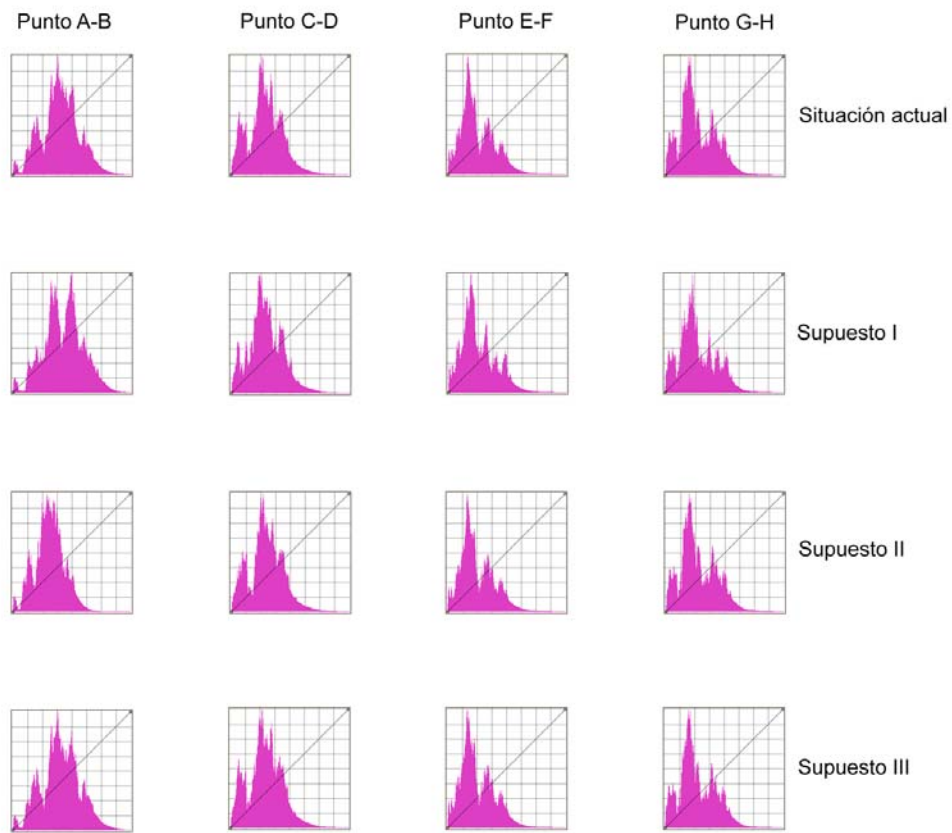 Punto A-B Punto C-D Punto E-F Punto G-H
Situación actual
Supuesto I
Supuesto II
Supuesto III